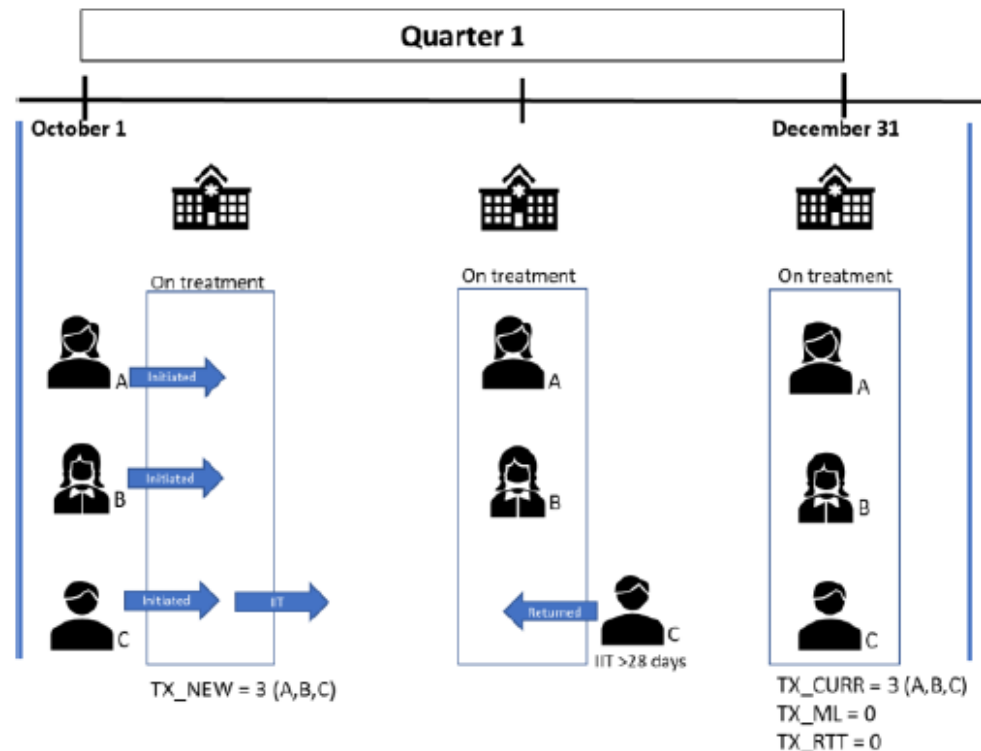 Quarter 1
October 1
December 31
On treatment
On treatment
On treatment
A
Initiated
A
A
B
Initiated
B
B
C
Initiated
IIT
Returned
C
C
IIT >28 days
TX_NEW = 3 (A,B,C)
TX_CURR = 3 (A,B,C)
TX_ML = 0
TX_RTT = 0